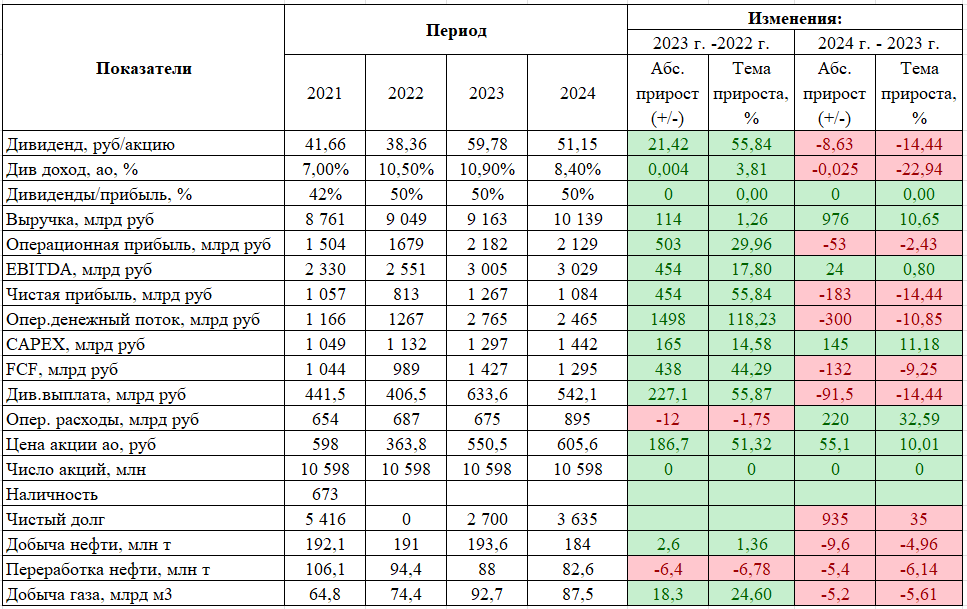 Показатели Период Изменения:
2023 г. -2022 г. 2024 г. - 2023 г.
2021 2022 2023 2024 Абс. прирост (+/-) Тема прироста, % Абс. прирост (+/-) Тема прироста, %
Дивиденд, руб/акцию 41,66 38,36 59,78 51,15 21,42 55,84 -8,63 -14,44
Див доход, ао, % 7,00% 10,50% 10,90% 8,40% 0,004 3,81 -0,025 -22,94
Дивиденды/прибыль, % 42% 50% 50% 50% 0 0,00 0 0,00
Выручка, млрд руб 8 761 9 049 9 163 10 139 114 1,26 976 10,65
Операционная прибыль, млрд руб 1 504 1679 2 182 2 129 503 29,96 -53 -2,43
EBITDA, млрд руб 2 330 2 551 3 005 3 029 454 17,80 24 0,80
Чистая прибыль, млрд руб 1 057 813 1 267 1 084 454 55,84 -183 -14,44
Опер.денежный поток, млрд руб 1 166 1267 2 765 2 465 1498 118,23 -300 -10,85
CAPEX, млрд руб 1 049 1 132 1 297 1 442 165 14,58 145 11,18
FCF, млрд руб 1 044 989 1 427 1 295 438 44,29 -132 -9,25
Див.выплата, млрд руб 441,5 406,5 633,6 542,1 227,1 55,87 -91,5 -14,44
Опер. расходы, млрд руб 654 687 675 895 -12 -1,75 220 32,59
Цена акции ао, руб 598 363,8 550,5 605,6 186,7 51,32 55,1 10,01
Число акций, млн 10 598 10 598 10 598 10 598 0 0 0 0
Наличность 673
Чистый долг 5 416 0 2 700 3 635 935 35
Добыча нефти, млн т 192,1 191 193,6 184 2,6 1,36 -9,6 -4,96
Переработка нефти, млн т 106,1 94,4 88 82,6 -6,4 -6,78 -5,4 -6,14
Добыча газа, млрд м3 64,8 74,4 92,7 87,5 18,3 24,60 -5,2 -5,61